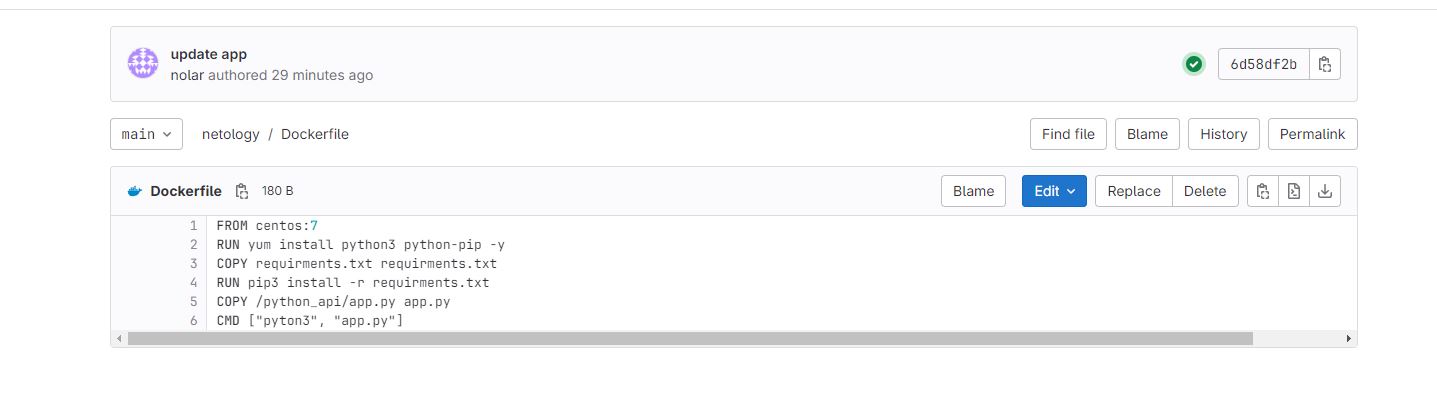 update app
nolar authored 29 minutes ago
6d58df2b
main
netology / Dockerfile
Find file
Blame
History
Permalink
Dockerfile
180 B
Blame
Edit
Replace
Delete
1 FROM centos:7
2 RUN yum install python3 python-pip -y
3 COPY requirments.txt requirments.txt
4 RUN pip3 install -r requirments.txt
5 COPY /python_api/app.py app.py
6 CMD ["pyton3", "app.py"]